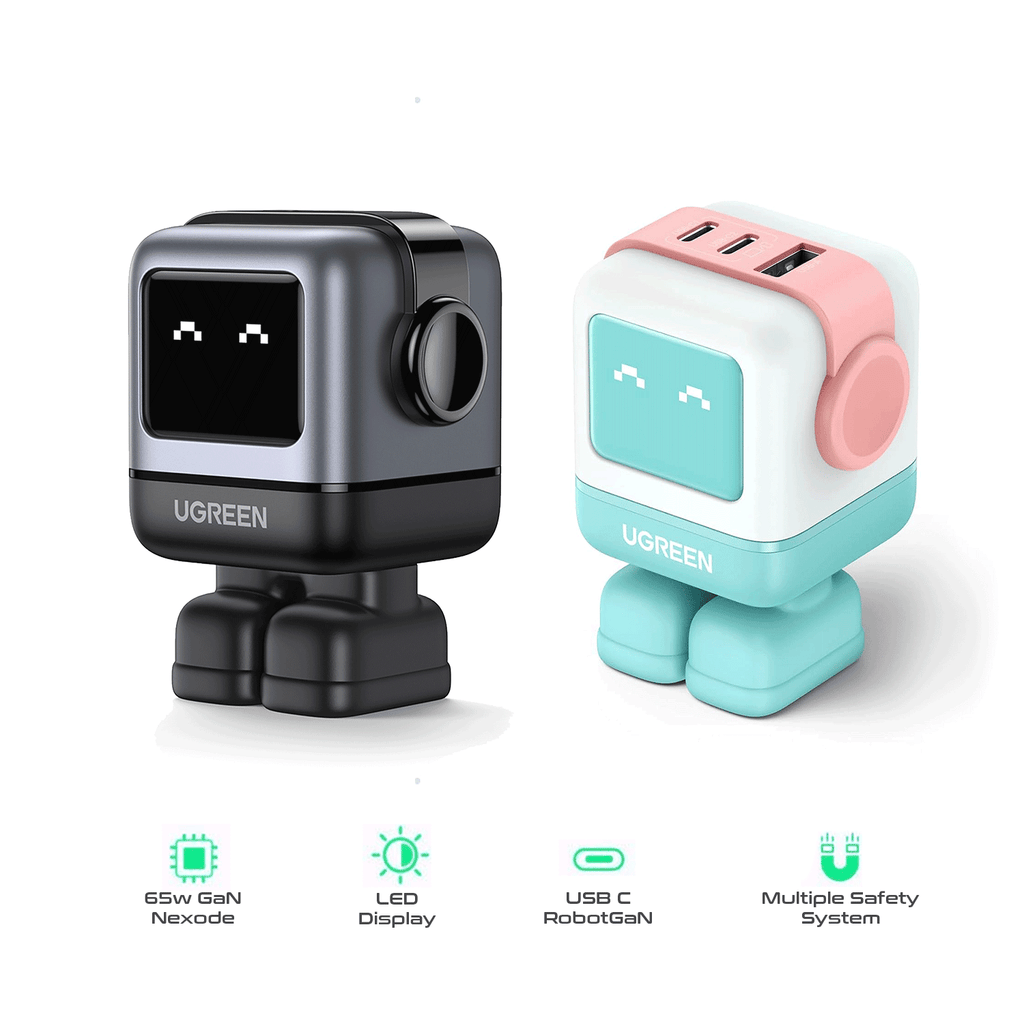 UGREEN
UGREEN
65w GaN
Nexode
LED
Display
USB C
RobotGaN
Multiple Safety
System